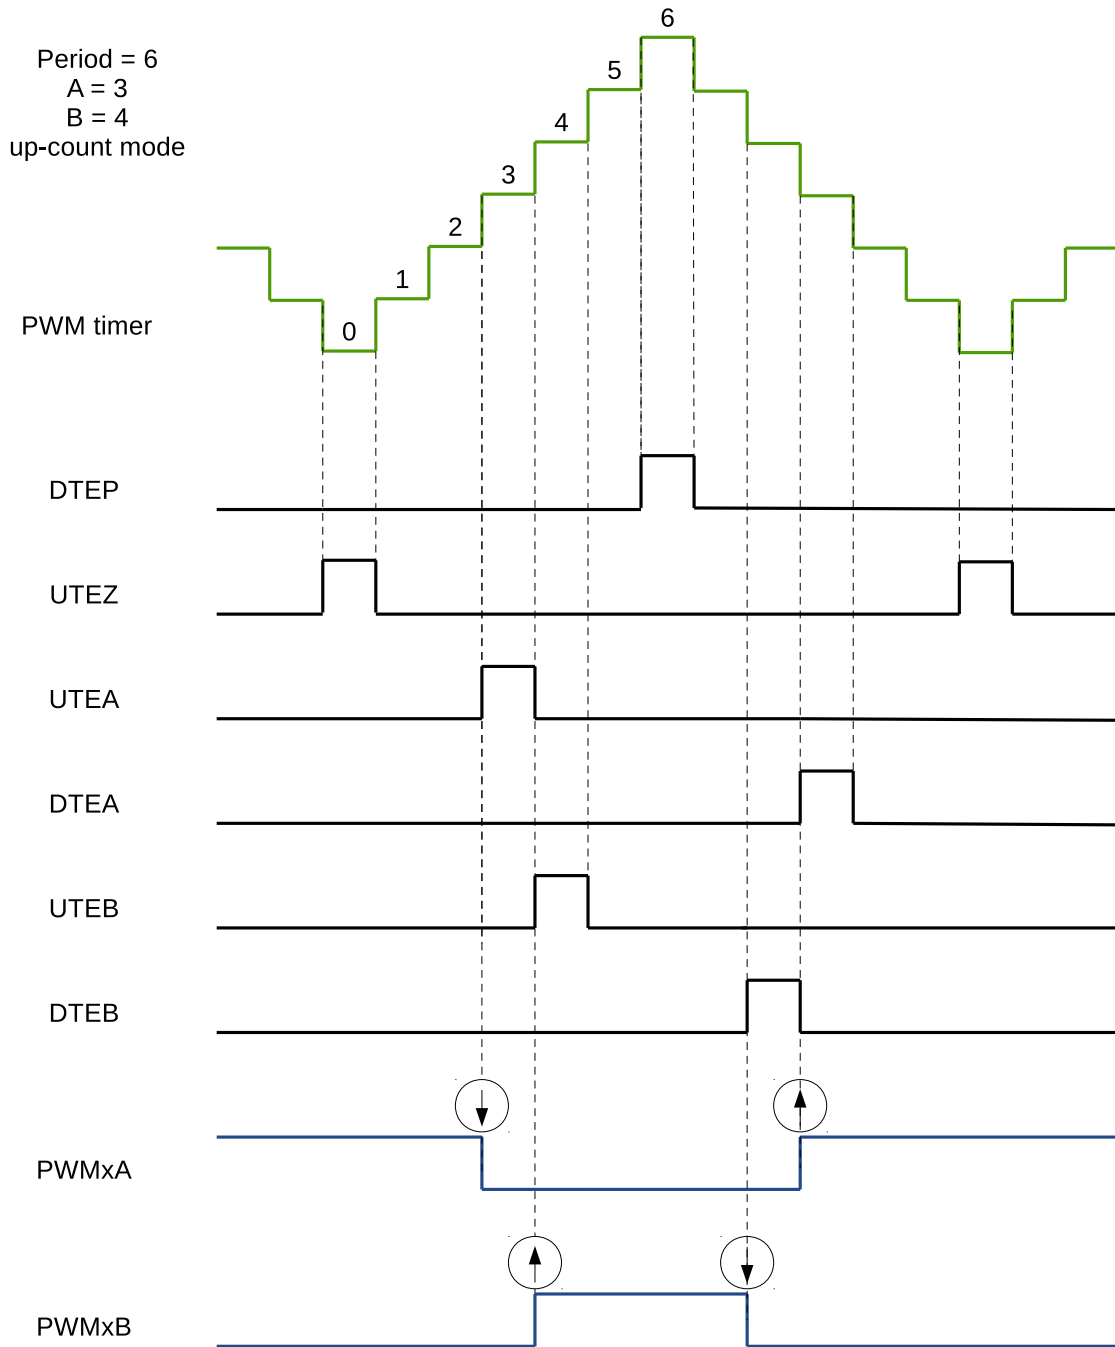 6
Period = 6
A = 3
B = 4
up-count mode
5
4
3
2
1
0
PWM timer
DTEP
UTEZ
UTEA
DTEA
UTEB
DTEB
PWMxA
PWMxB